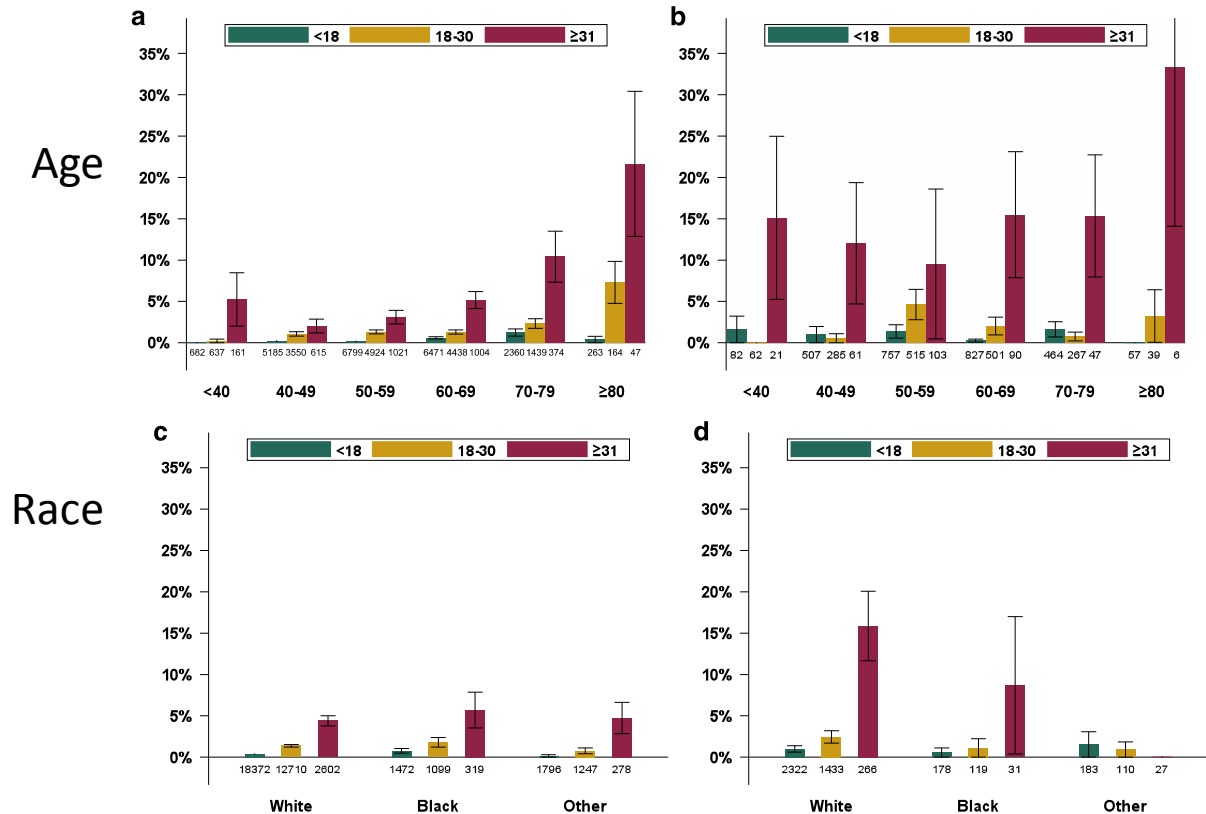 a
<18 18-30 ≥31
35%
30%
25%
20%
15%
10%
5%
0%
682 637 161 5185 3550 615 6799 4924 1021 6471 4438 1004 2360 1439 374 263 164 47
<40 40-49 50-59 60-69 70-79 ≥80
Age
b
<18 18-30 ≥31
35%
30%
25%
20%
15%
10%
5%
0%
82 62 21 507 285 61 757 515 103 827 501 90 464 267 47 57 39 6
<40 40-49 50-59 60-69 70-79 ≥80
c
<18 18-30 ≥31
35%
30%
25%
20%
15%
10%
5%
0%
18372 12710 2602 1472 1099 319 1796 1247 278
White Black Other
Race
d
<18 18-30 ≥31
35%
30%
25%
20%
15%
10%
5%
0%
2322 1433 266 178 119 31 183 110 27
White Black Other